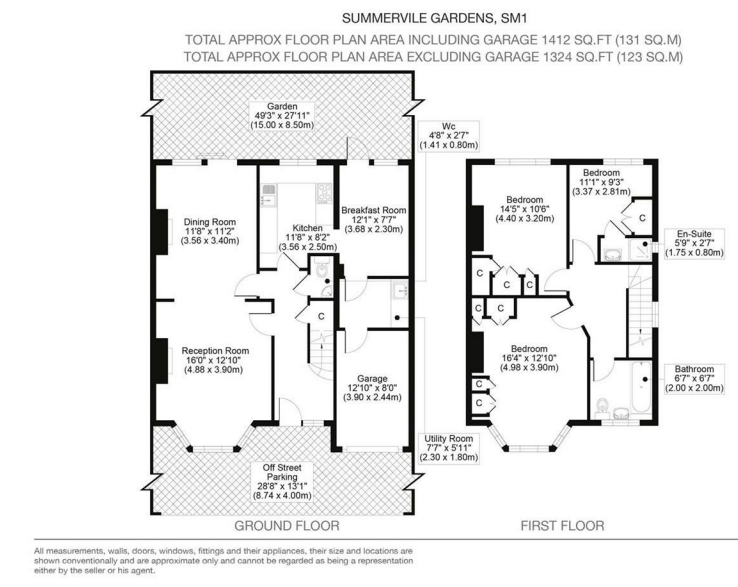 SUMMERVILE GARDENS, SM1
TOTAL APPROX FLOOR PLAN AREA INCLUDING GARAGE 1412 SQ.FT (131 SQ.M)
TOTAL APPROX FLOOR PLAN AREA EXCLUDING GARAGE 1324 SQ.FT (123 SQ.M)
Garden
49'3" x 27'11"
(15.00 x 8.50m)
Wc
4'8" x 2'7"
(1.41 x 0.80m)
Dining Room
11'8" x 11'2"
(3.56 x 3.40m)
Kitchen
11'8" x 8'2"
(3.56 x 2.50m)
Breakfast Room
12'1" x 7'7"
(3.68 x 2.30m)
C
Reception Room
16'0" x 12'10"
(4.88 x 3.90m)
Garage
12'10" x 8'0"
(3.90 x 2.44m)
Utility Room
7'7" x 5'11"
(2.30 x 1.80m)
Off Street
Parking
28'8" x 13'1"
(8.74 x 4.00m)
GROUND FLOOR
Bedroom
11'1" x 9'3"
(3.37 x 2.81m)
Bedroom
14'5" x 10'6"
(4.40 x 3.20m)
C
En-Suite
5'9" x 2'7"
(1.75 x 0.80m)
C
C
C
C
C
Bedroom
16'4" x 12'10"
(4.98 x 3.90m)
C
C
Bathroom
6'7" x 6'7"
(2.00 x 2.00m)
FIRST FLOOR
All measurements, walls, doors, windows, fittings and their appliances, their size and locations are
shown conventionally and are approximate only and cannot be regarded as being a representation
either by the seller or his agent.